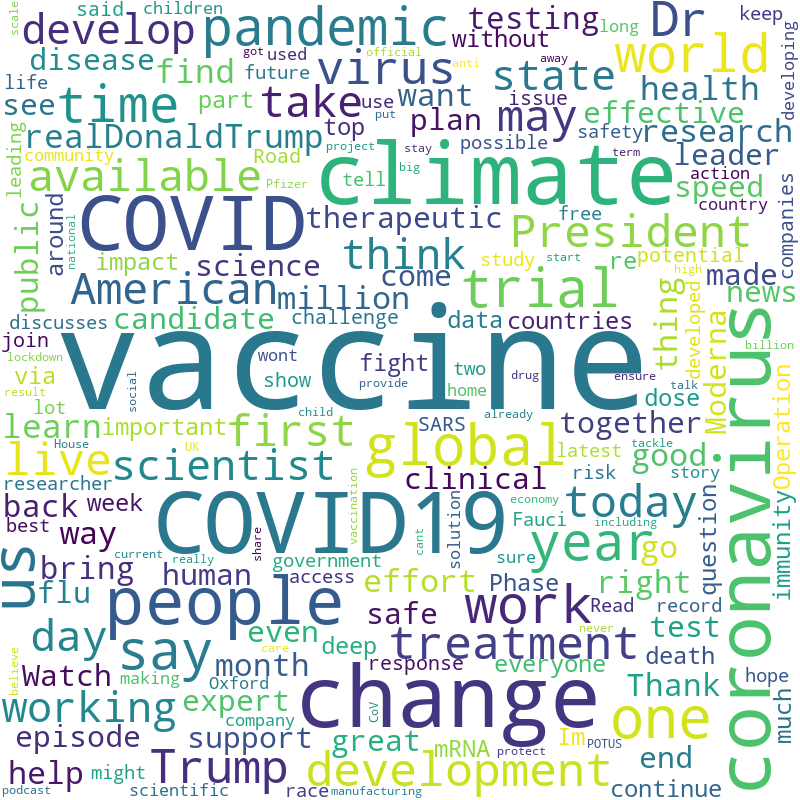 said
children
scale
develop
pandemic
testing
Dr
keep
without
long
disease
find
virus
got
used
official
anti
away
world
developing
life
future
state
time
part
take
use
want
issue
health
see
put
may
effective
realDonaldTrump
top
plan
possible
safety
research
leading
community
Road
project
stay
term
action
leader
available
Pfizer
tell
big
climate
country
speed
companies
public
national
around
COVID
therapeutic
free
President
impact
science
think
study
start
re
potential
American
million
come
trial
high
made
thing
developed
news
discusses
candidate
challenge
data
countries
Moderna
billion
join
lockdown
vaccine
wont
fight
two
coronavirus
via
result
social
show
provide
home
drug
ensure
talk
dose
lot
child
already
together
learn
important
first
SARS
global
latest
good
Operation
House
UK
tackle
live
scientist
clinical
risk
story
researcher
vaccination
economy
today
back
week
COVID19
solution
question
immunity
best
Fauci
including
way
share
cant
year
go
us
current
really
government
sure
bring
human
access
effort
Phase
right
flu
people
safe
work
Read
record
test
day
say
even
deep
treatment
never
death
believe
Watch
month
care
response
everyone
Thank
hope
making
Oxford
change
much
working
expert
company
CoV
one
episode
support
great
mRNA
protect
Im
POTUS
end
help
might
Trump
development
continue
podcast
scientific
race
manufacturing